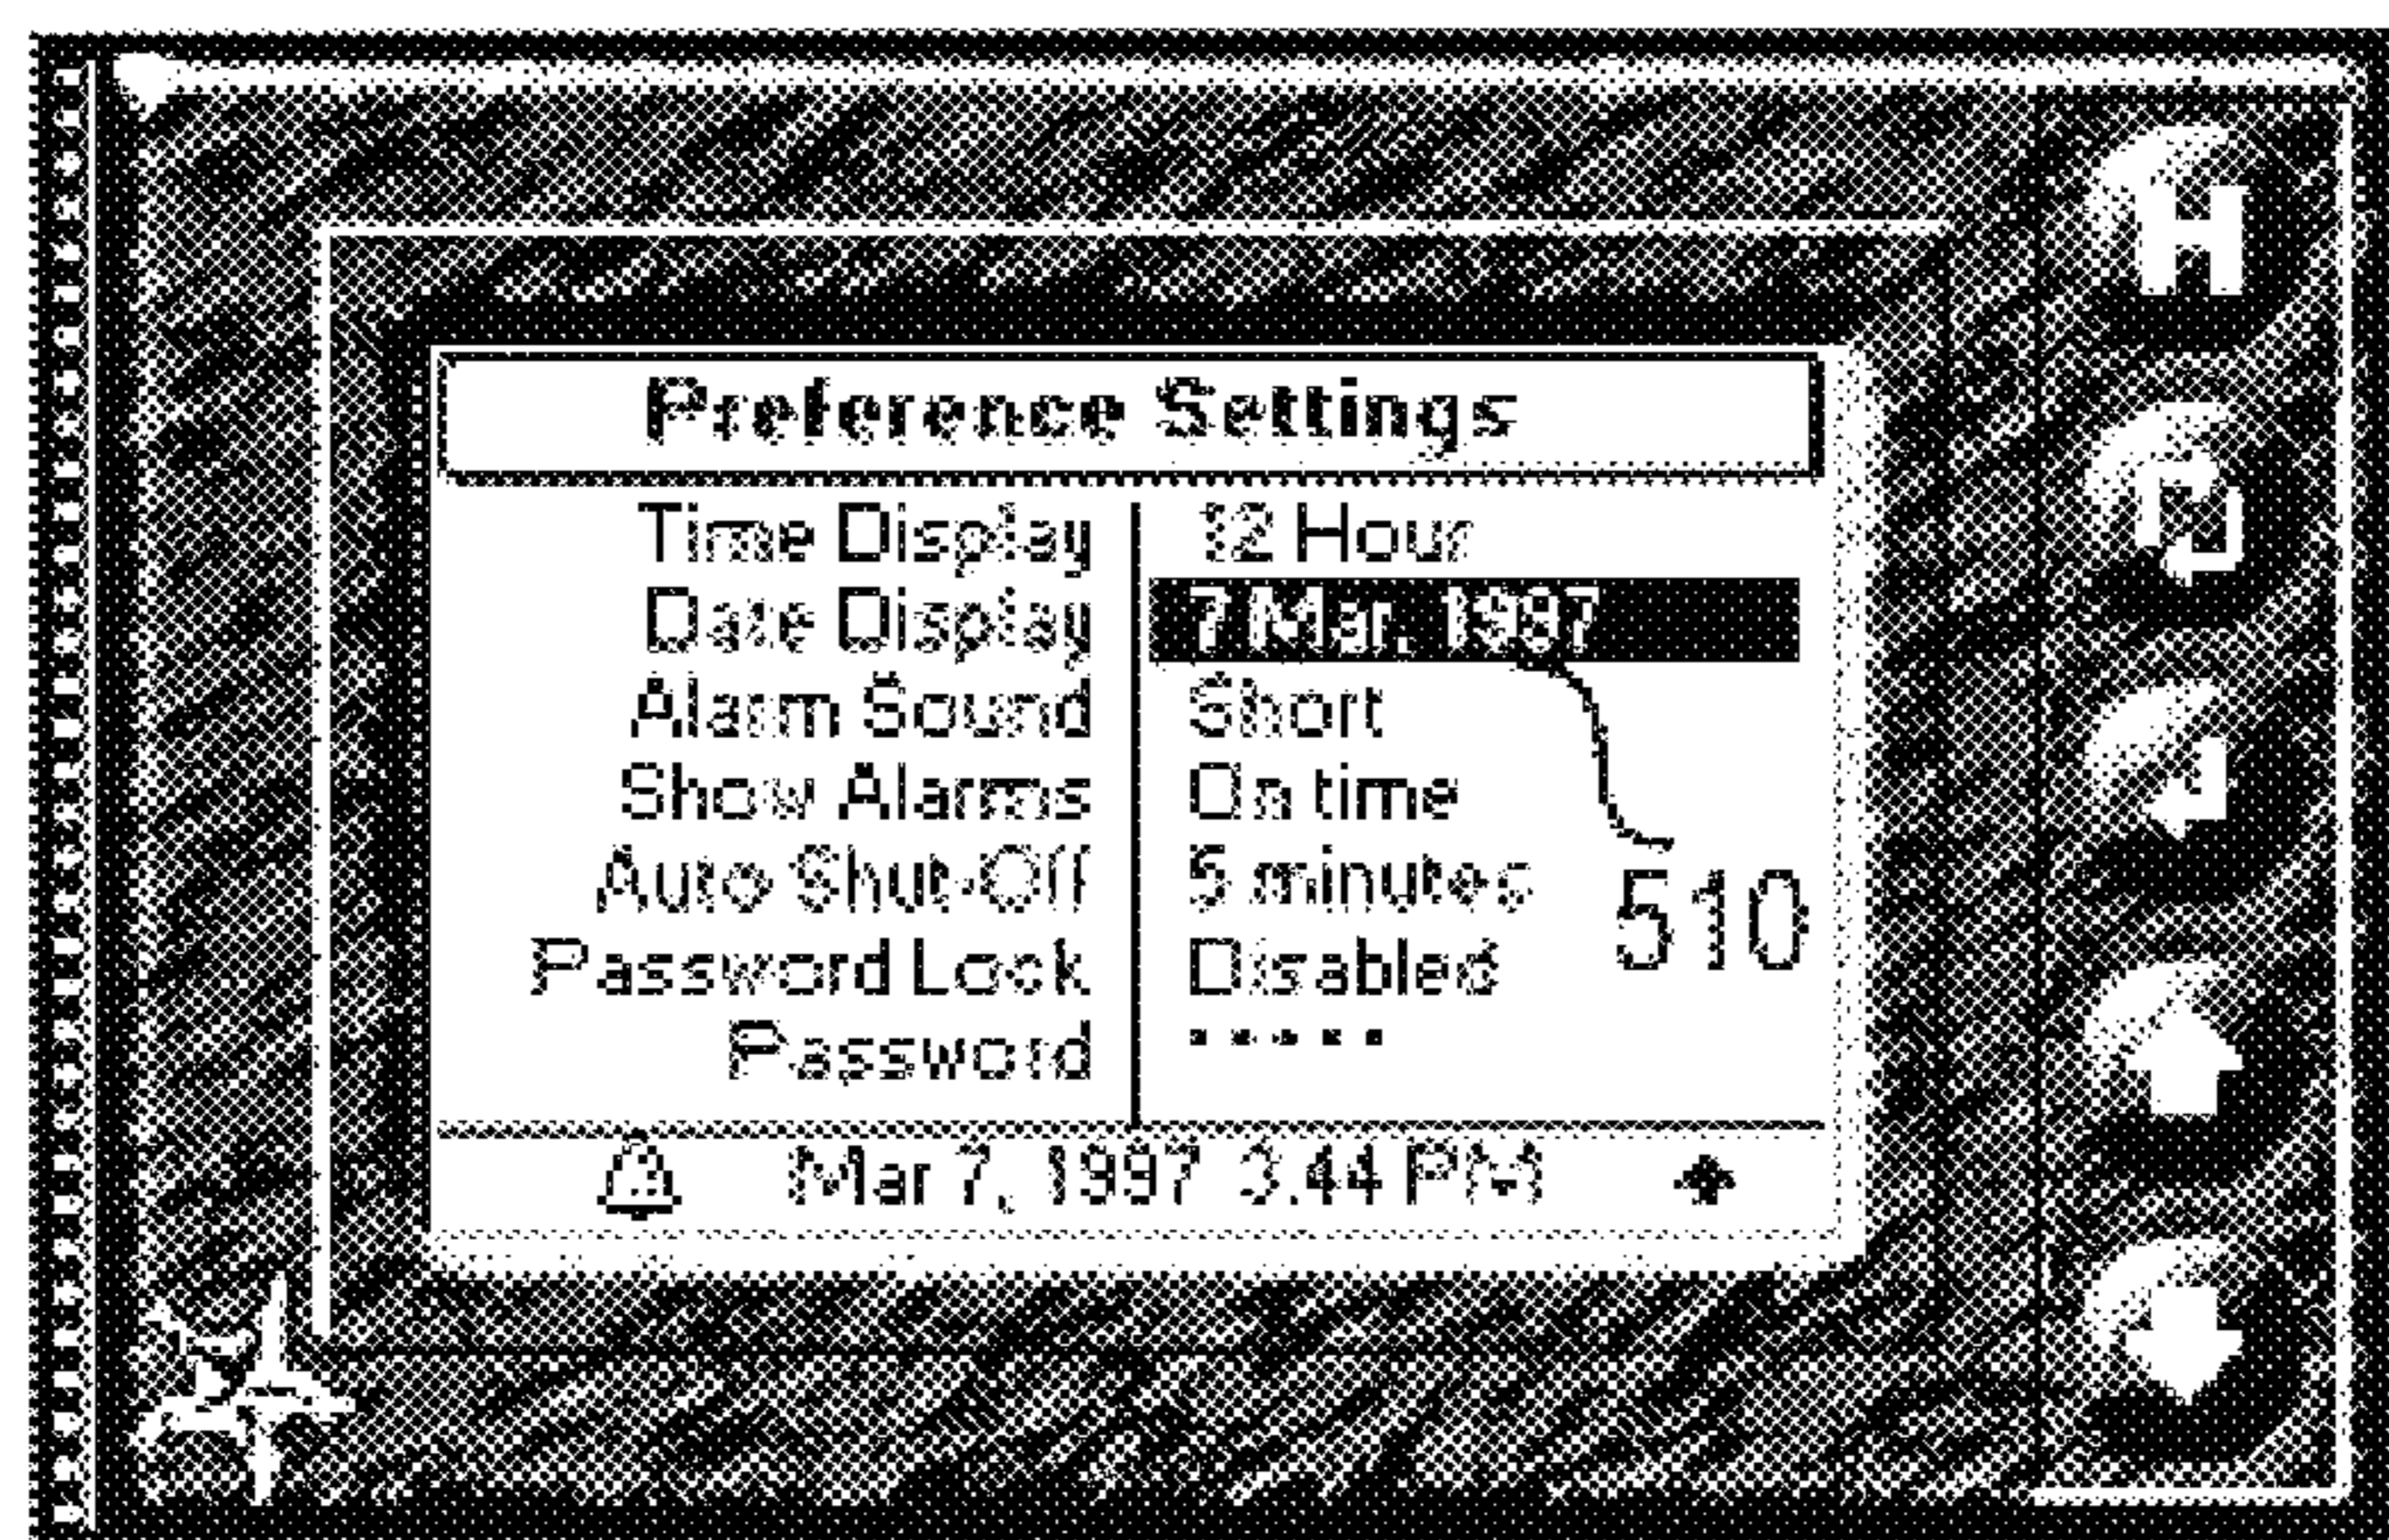 H
Preference Settings
Time Display 12 Hour
Date Display 7 Mar, 1997
Alarm Sound Short
Show Alarms On time
Auto Shut-Off 5 minutes
510
Password Lock Disabled
Password
Mar 7, 1997 3:44 PM